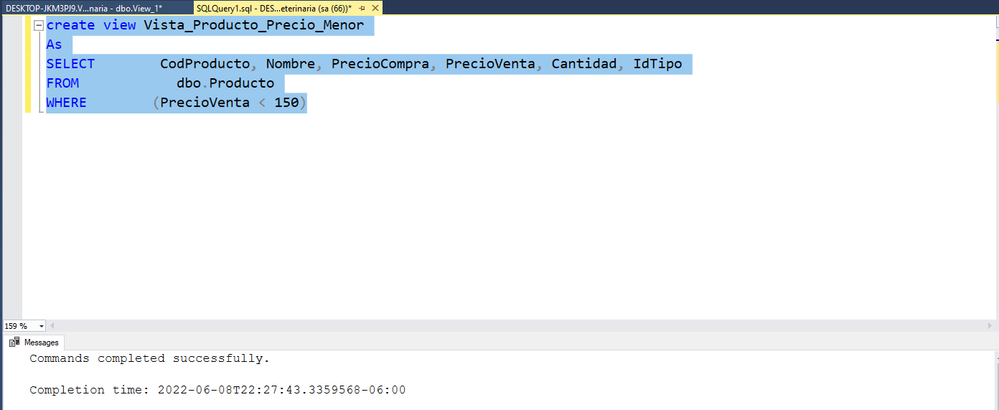 DESKTOP-JKM3PJ9.V...naria - dbo.View_1*
SQLQuery1.sql - DES...eterinaria (sa (66))*
create view Vista_Producto_Precio_Menor
As
SELECT CodProducto, Nombre, PrecioCompra, PrecioVenta, Cantidad, IdTipo
FROM dbo.Producto
WHERE (PrecioVenta < 150)
159 %
Messages
Commands completed successfully.
Completion time: 2022-06-08T22:27:43.3359568-06:00